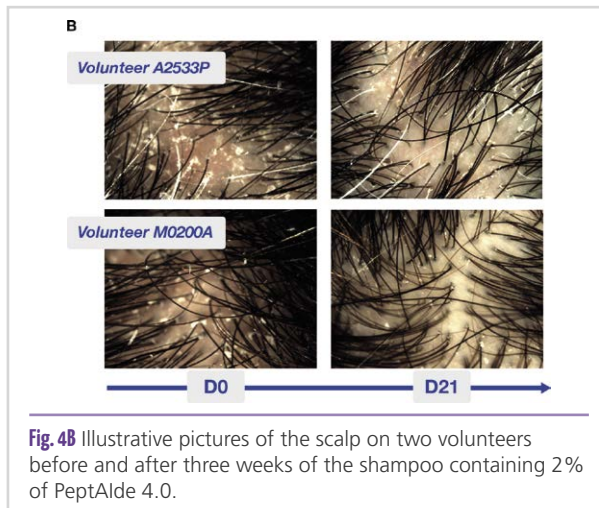 B
Volunteer A2533P
Volunteer M0200A
D0
D21
Fig. 4B Illustrative pictures of the scalp on two volunteers
before and after three weeks of the shampoo containing 2%
of PeptAIde 4.0.